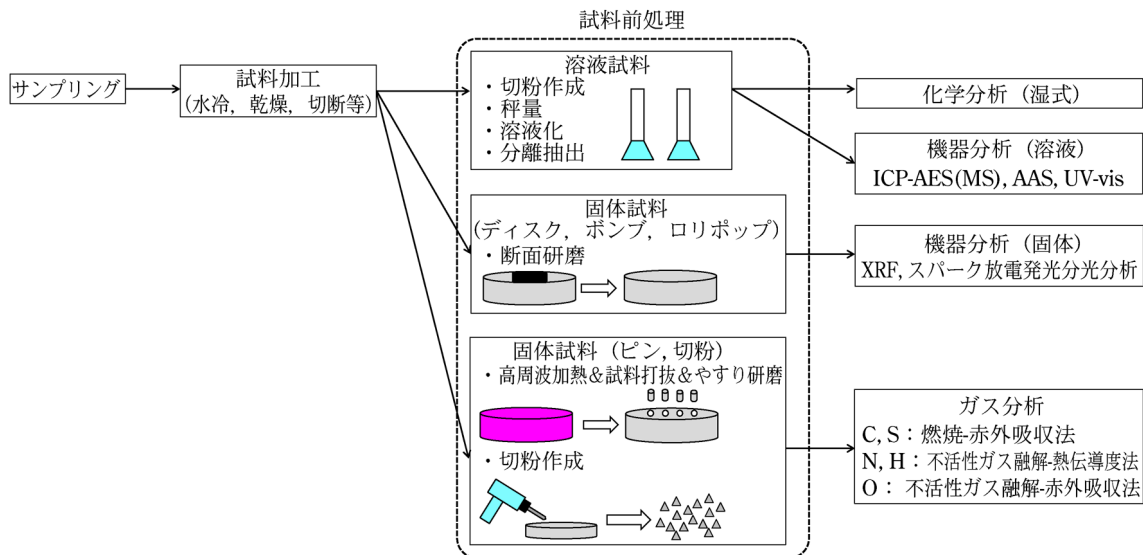 試料前処理
サンプリング
試料加工
(水冷，乾燥，切断等)
溶液試料
・切粉作成
・秤量
・溶液化
・分離抽出
固体試料
(ディスク，ボンブ，ロリポップ)
・断面研磨
固体試料（ピン,切粉）
・高周波加熱＆試料打抜＆やすり研磨
・切粉作成
化学分析（湿式）
機器分析（溶液）
ICP-AES(MS), AAS, UV-vis
機器分析（固体）
XRF,スパーク放電発光分光分析
ガス分析
C, S：燃焼-赤外吸収法
N, H：不活性ガス融解-熱伝導度法
O： 不活性ガス融解-赤外吸収法